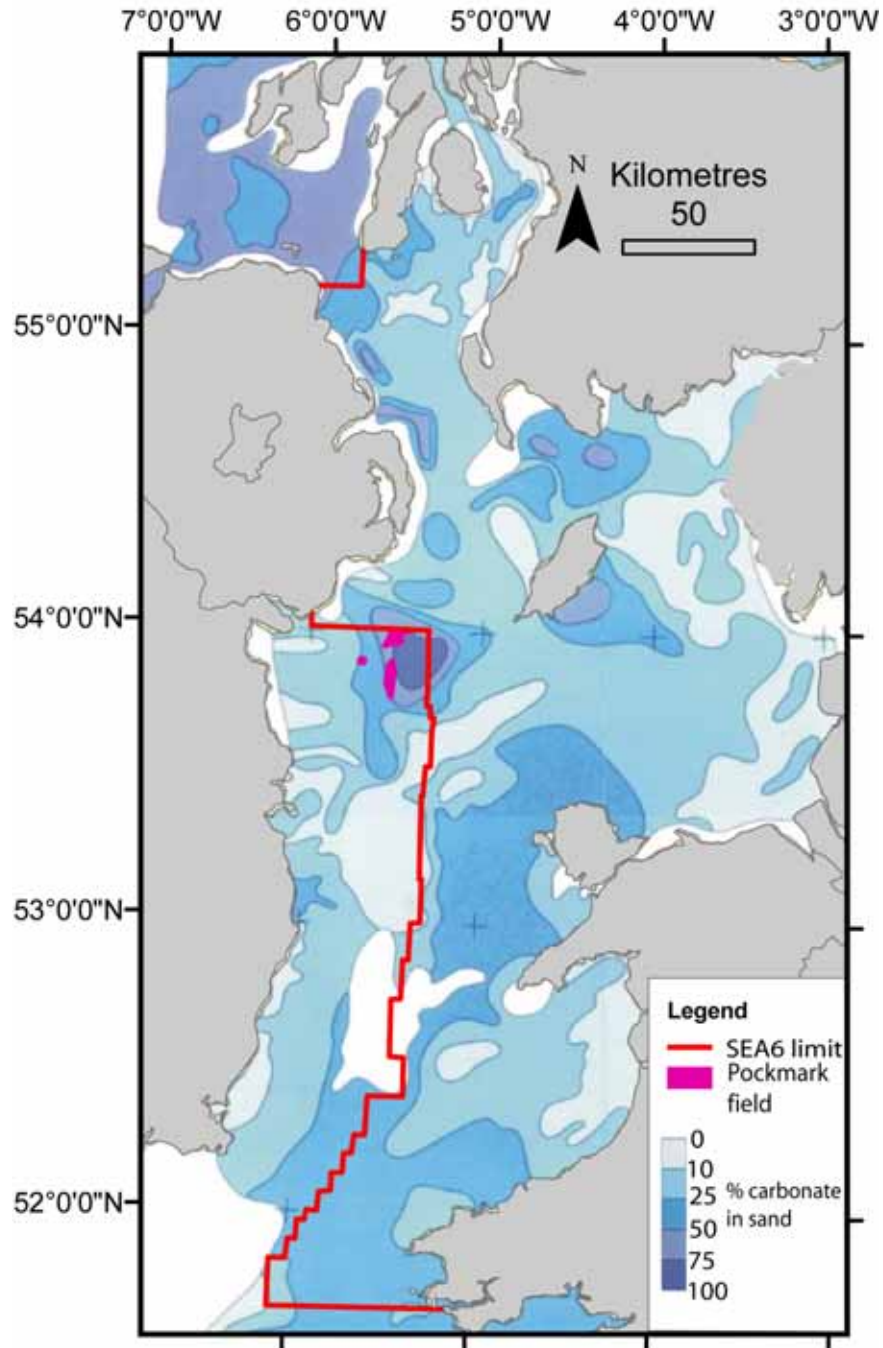 7°0'0"W 6°0'0"W 5°0'0"W 4°0'0"W 3°0'0"W
N
Kilometres
50
55°0'0"N
54°0'0"N
53°0'0"N
52°0'0"N
Legend
SEA6 limit
Pockmark
field
0
10
25
50
75
100
% carbonate
in sand